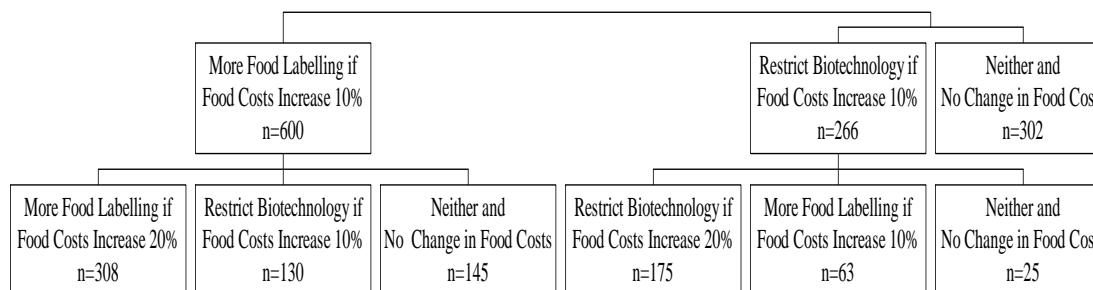 More Food Labelling if
Food Costs Increase 10%
n=600
Restrict Biotechnology if
Food Costs Increase 10%
n=266
Neither and
No Change in Food Cos
n=302
More Food Labelling if
Food Costs Increase 20%
n=308
Restrict Biotechnology if
Food Costs Increase 10%
n=130
Neither and
No Change in Food Costs
n=145
Restrict Biotechnology if
Food Costs Increase 20%
n=175
More Food Labelling if
Food Costs Increase 10%
n=63
Neither and
No Change in Food Cos
n=25